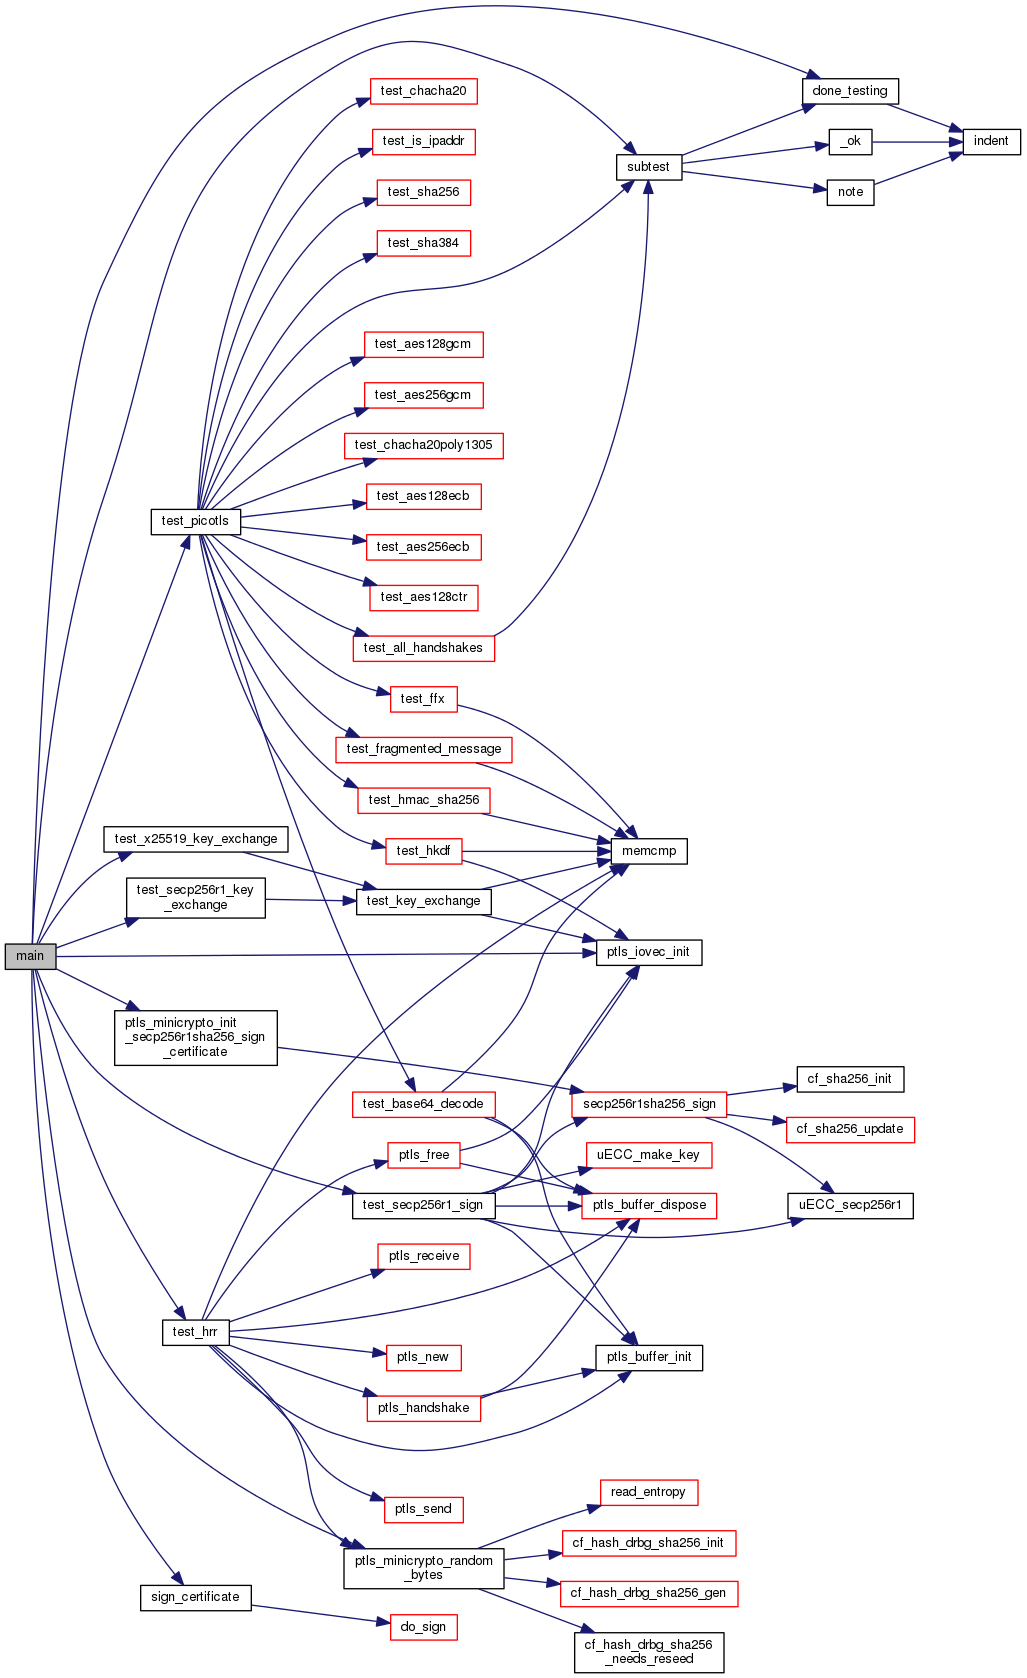 test_chacha20
done_testing
test_is_ipaddr
_ok
indent
subtest
test_sha256
note
test_sha384
test_aes128gcm
test_aes256gcm
test_chacha20poly1305
test_aes128ecb
test_picotls
test_aes256ecb
test_aes128ctr
test_all_handshakes
test_ffx
test_fragmented_message
test_hmac_sha256
test_x25519_key_exchange
test_hkdf
memcmp
test_secp256r1_key
_exchange
test_key_exchange
main
ptls_iovec_init
ptls_minicrypto_init
_secp256r1sha256_sign
_certificate
cf_sha256_init
test_base64_decode
secp256r1sha256_sign
cf_sha256_update
ptls_free
uECC_make_key
test_secp256r1_sign
ptls_buffer_dispose
uECC_secp256r1
ptls_receive
test_hrr
ptls_new
ptls_buffer_init
ptls_handshake
read_entropy
ptls_send
cf_hash_drbg_sha256_init
ptls_minicrypto_random
_bytes
cf_hash_drbg_sha256_gen
sign_certificate
do_sign
cf_hash_drbg_sha256
_needs_reseed